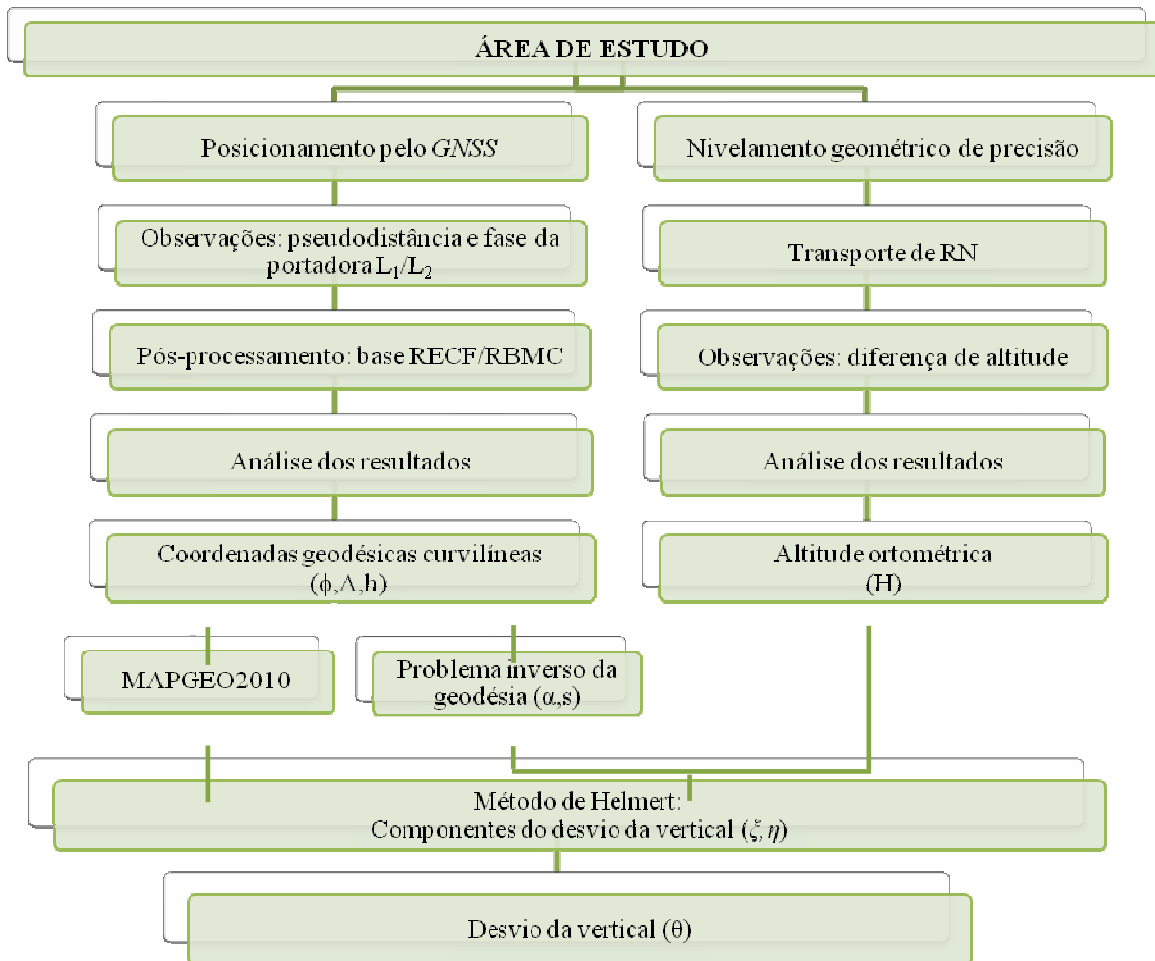 ÁREA DE ESTUDO
Posicionamento pelo GNSS
Observações: pseudodistância e fase da
portadora L₁/L₂
Pós-processamento: base RECF/RBMC
Análise dos resultados
Coordenadas geodésicas curvilíneas
(ϕ,Λ,h)
MAPGEO2010
Problema inverso da
geodésia (α,s)
Nivelamento geométrico de precisão
Transporte de RN
Observações: diferença de altitude
Análise dos resultados
Altitude ortométrica
(H)
Método de Helmert:
Componentes do desvio da vertical (ξ, η)
Desvio da vertical (θ)